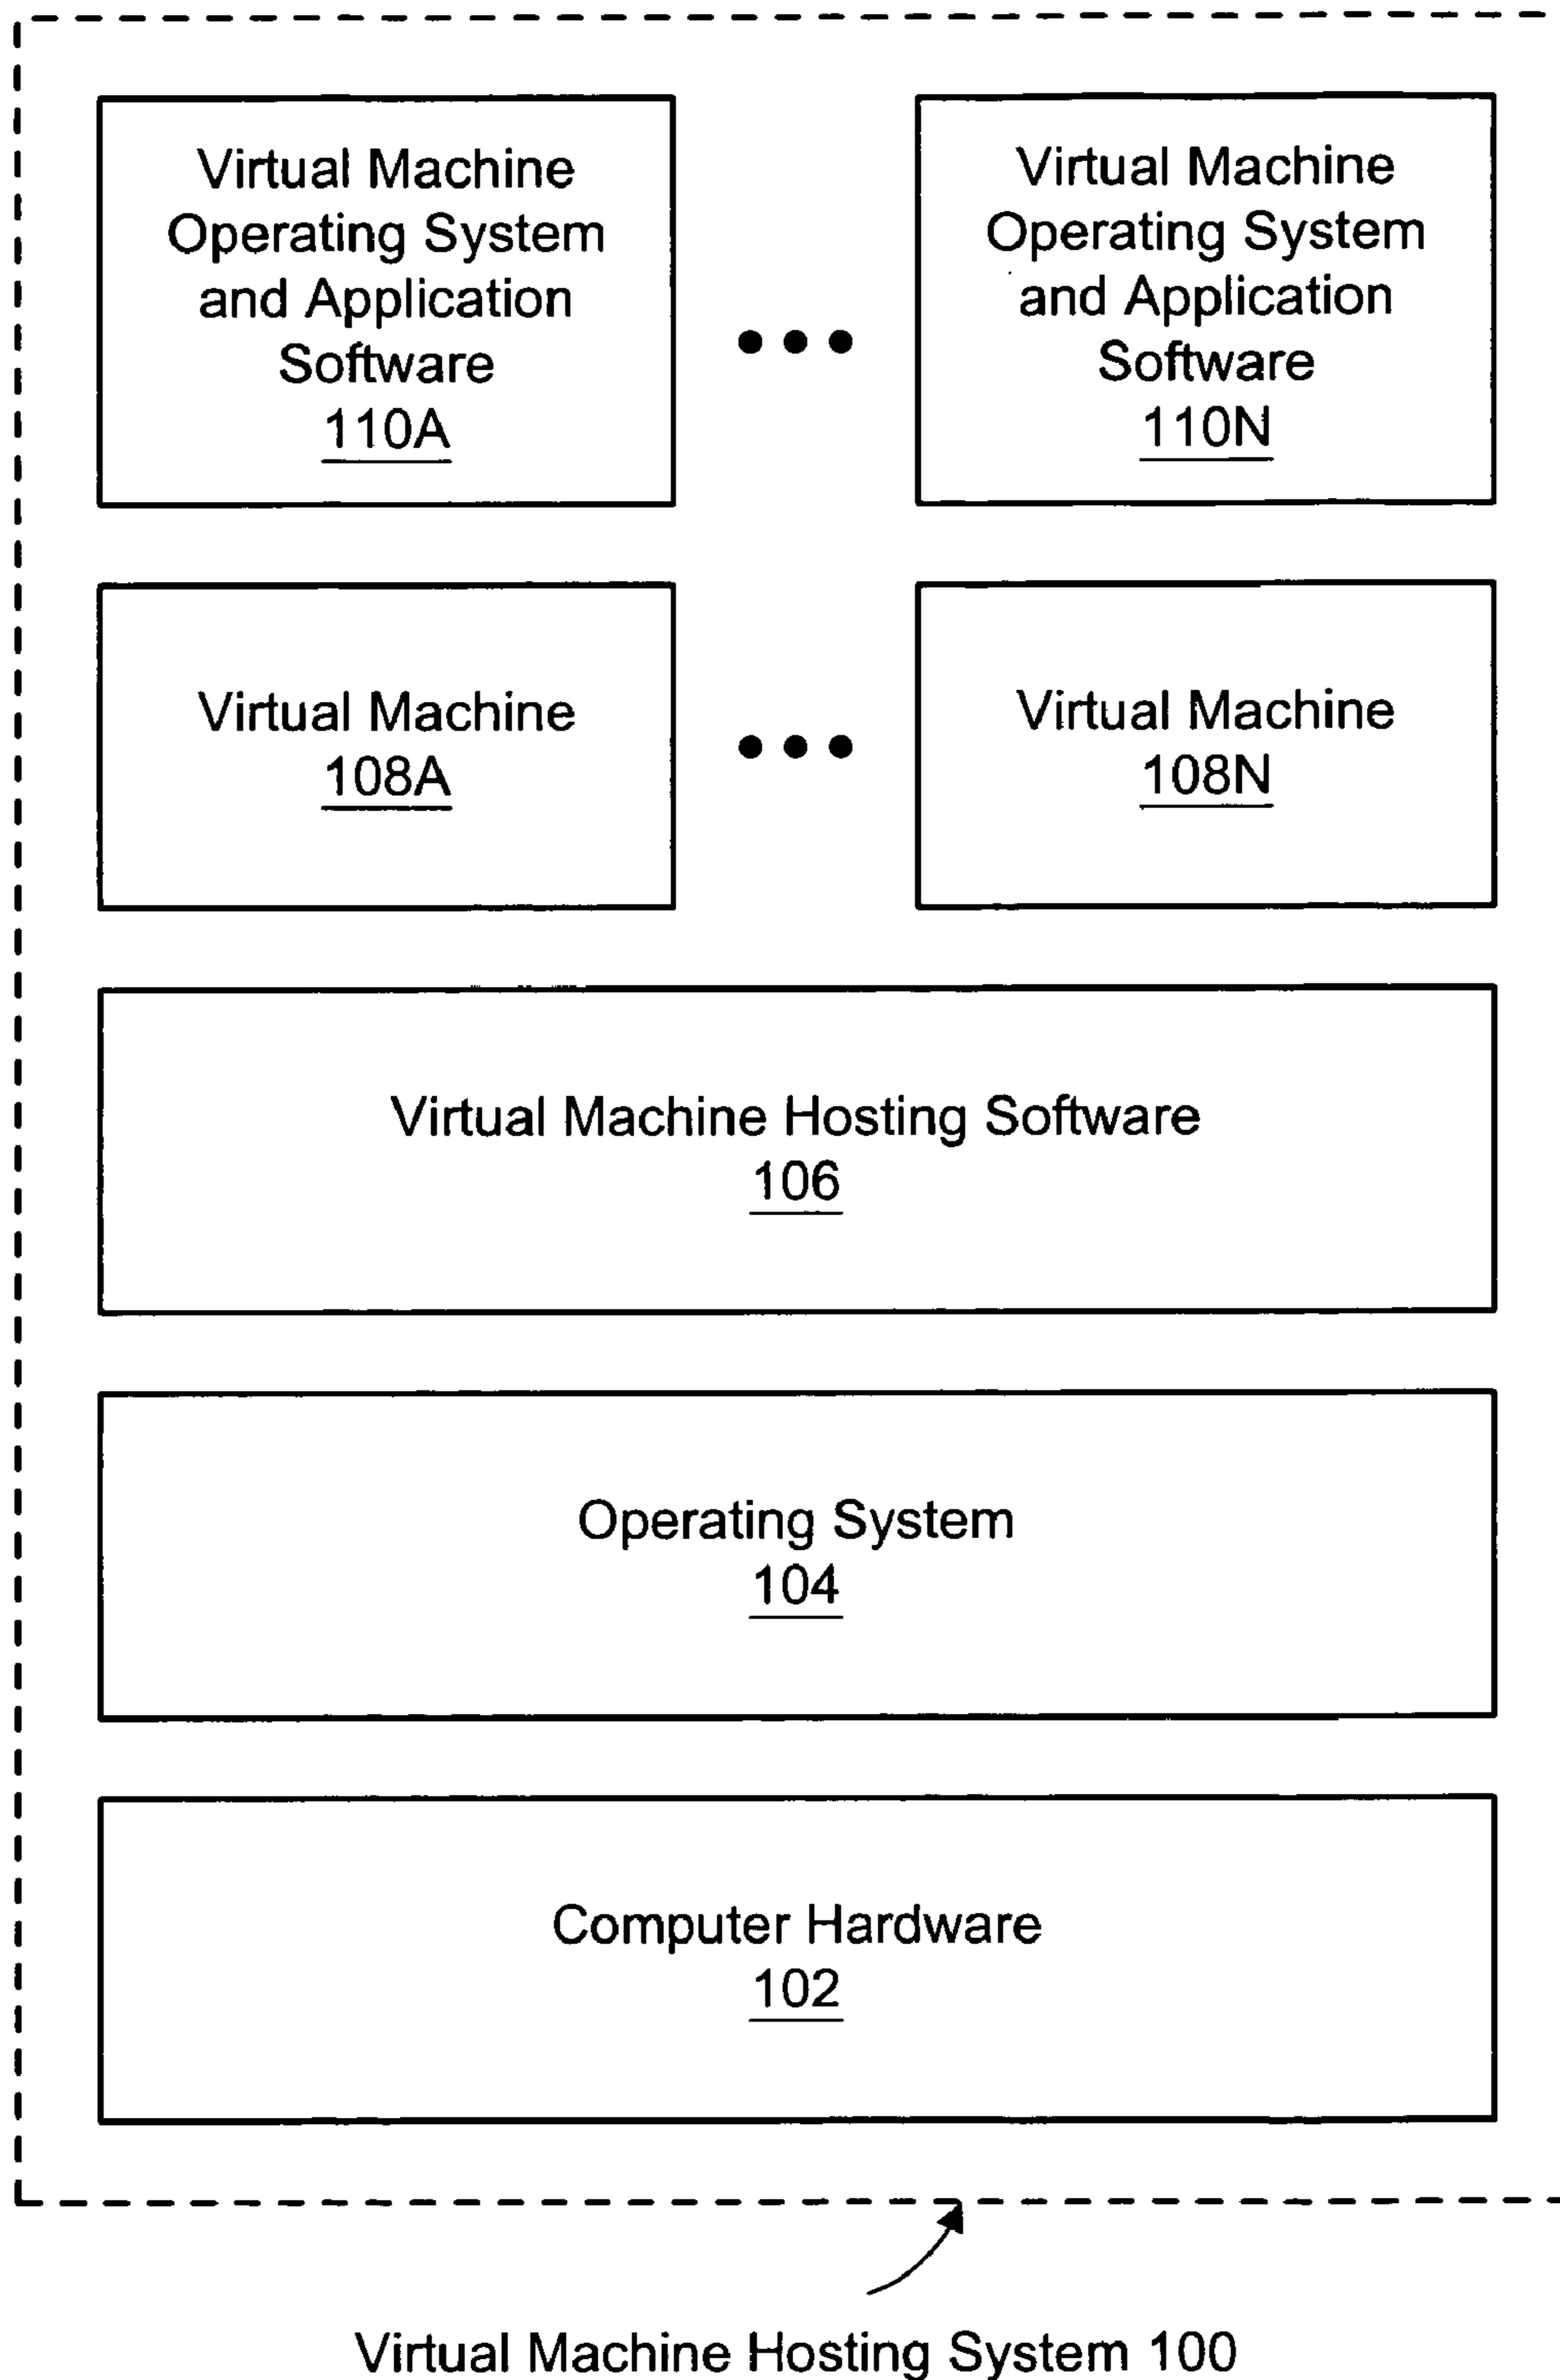 Virtual Machine
Operating System
and Application
Software
110A
Virtual Machine
Operating System
and Application
Software
110N
Virtual Machine
108A
Virtual Machine
108N
Virtual Machine Hosting Software
106
Operating System
104
Computer Hardware
102
Virtual Machine Hosting System 100